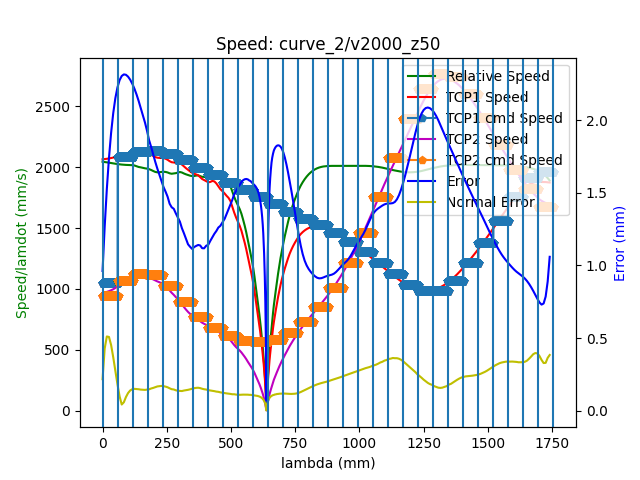 Speed: curve_2/v2000_z50
Relative Speed
TCP1 Speed
TCP1 cmd Speed
TCP2 Speed
TCP2 cmd Speed
Error
Normal Error
Speed/lamdot (mm/s)
2500
2000
1500
1000
500
0
2.0
1.5
1.0
0.5
0.0
Error (mm)
0 250 500 750 1000 1250 1500 1750
lambda (mm)